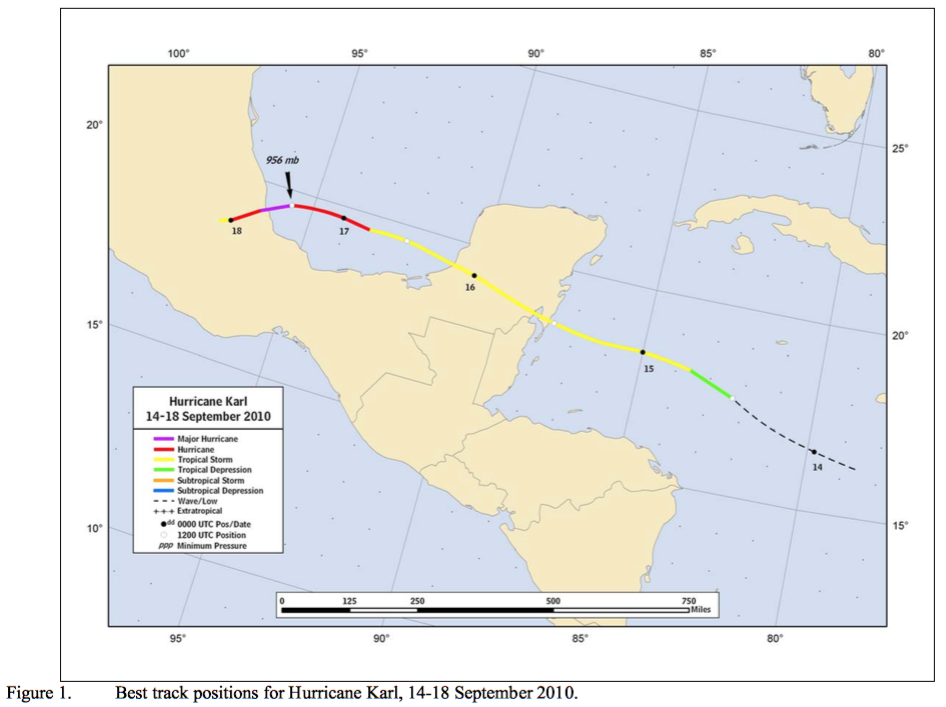 100° 95° 90° 85° 80°
20°
25°
956 mb
18
17
16
15°
20°
15
Hurricane Karl
14-18 September 2010
Major Hurricane
Hurricane
Tropical Storm
Tropical Depression
Subtropical Storm
Subtropical Depression
Wave/Low
Extratropical
dd 0000 UTC Pos/Date
1200 UTC Position
ppp Minimum Pressure
14
10°
15°
0 125 250 500 750
Miles
95° 90° 85° 80°
Figure 1. Best track positions for Hurricane Karl, 14-18 September 2010.